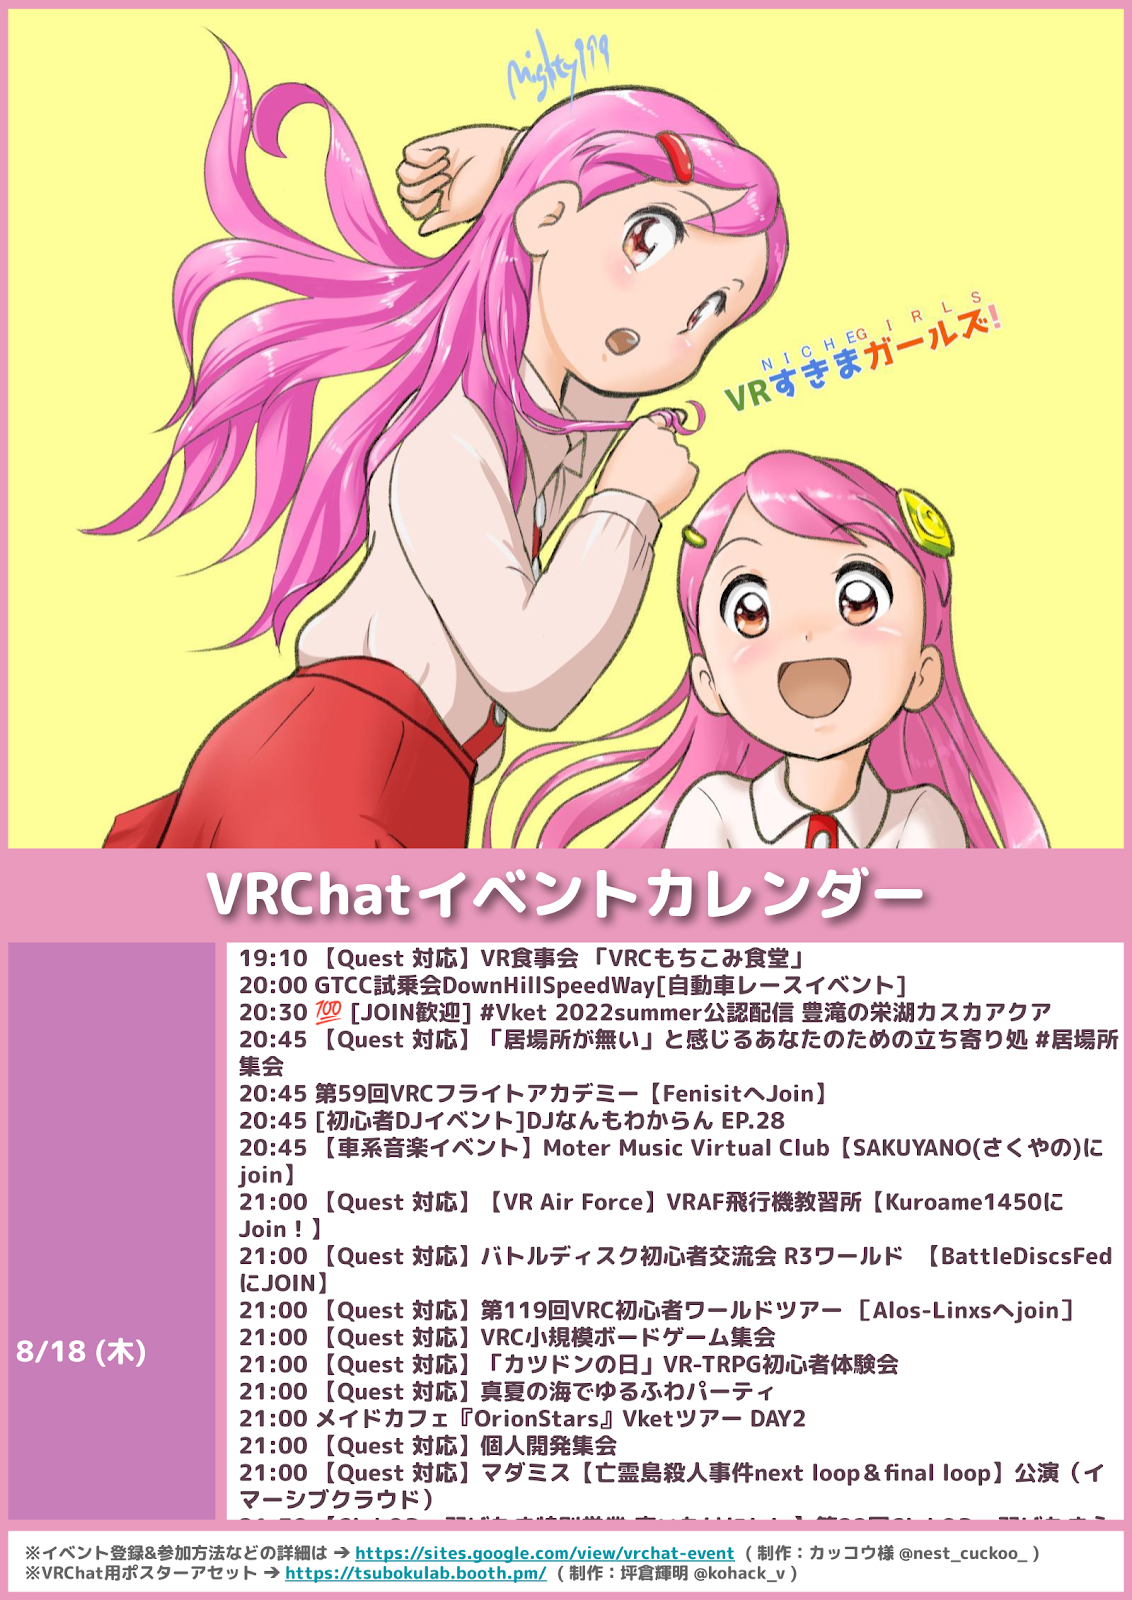 mighty199
NICHE GIRLS
VRすきまガールズ!
VRChatイベントカレンダー
8/18 (木)
19:10 【Quest 対応】VR食事会 「VRCもちこみ食堂」
20:00 GTCC試乗会DownHillSpeedWay[自動車レースイベント]
20:30 💯 [JOIN歓迎] #Vket 2022summer公認配信 豊滝の栄湖カスカアクア
20:45 【Quest 対応】「居場所が無い」と感じるあなたのための立ち寄り処 #居場所
集会
20:45 第59回VRCフライトアカデミー【FenisitへJoin】
20:45 [初心者DJイベント]DJなんもわからん EP.28
20:45 【車系音楽イベント】Moter Music Virtual Club【SAKUYANO(さくやの)に
join】
21:00 【Quest 対応】【VR Air Force】VRAF飛行機教習所【Kuroame1450に
Join！】
21:00 【Quest 対応】バトルディスク初心者交流会 R3ワールド 【BattleDiscsFed
にJOIN】
21:00 【Quest 対応】第119回VRC初心者ワールドツアー ［Alos-Linxsへjoin］
21:00 【Quest 対応】VRC小規模ボードゲーム集会
21:00 【Quest 対応】「カツドンの日」VR-TRPG初心者体験会
21:00 【Quest 対応】真夏の海でゆるふわパーティ
21:00 メイドカフェ『OrionStars』Vketツアー DAY2
21:00 【Quest 対応】個人開発集会
21:00 【Quest 対応】マダミス【亡霊島殺人事件next loop＆final loop】公演（イ
マーシブクラウド）
※イベント登録&参加方法などの詳細は ➔ https://sites.google.com/view/vrchat-event （制作：カッコウ様 @nest_cuckoo_）
※VRChat用ポスターアセット ➔ https://tsubokulab.booth.pm/ （制作：坪倉輝明 @kohack_v）